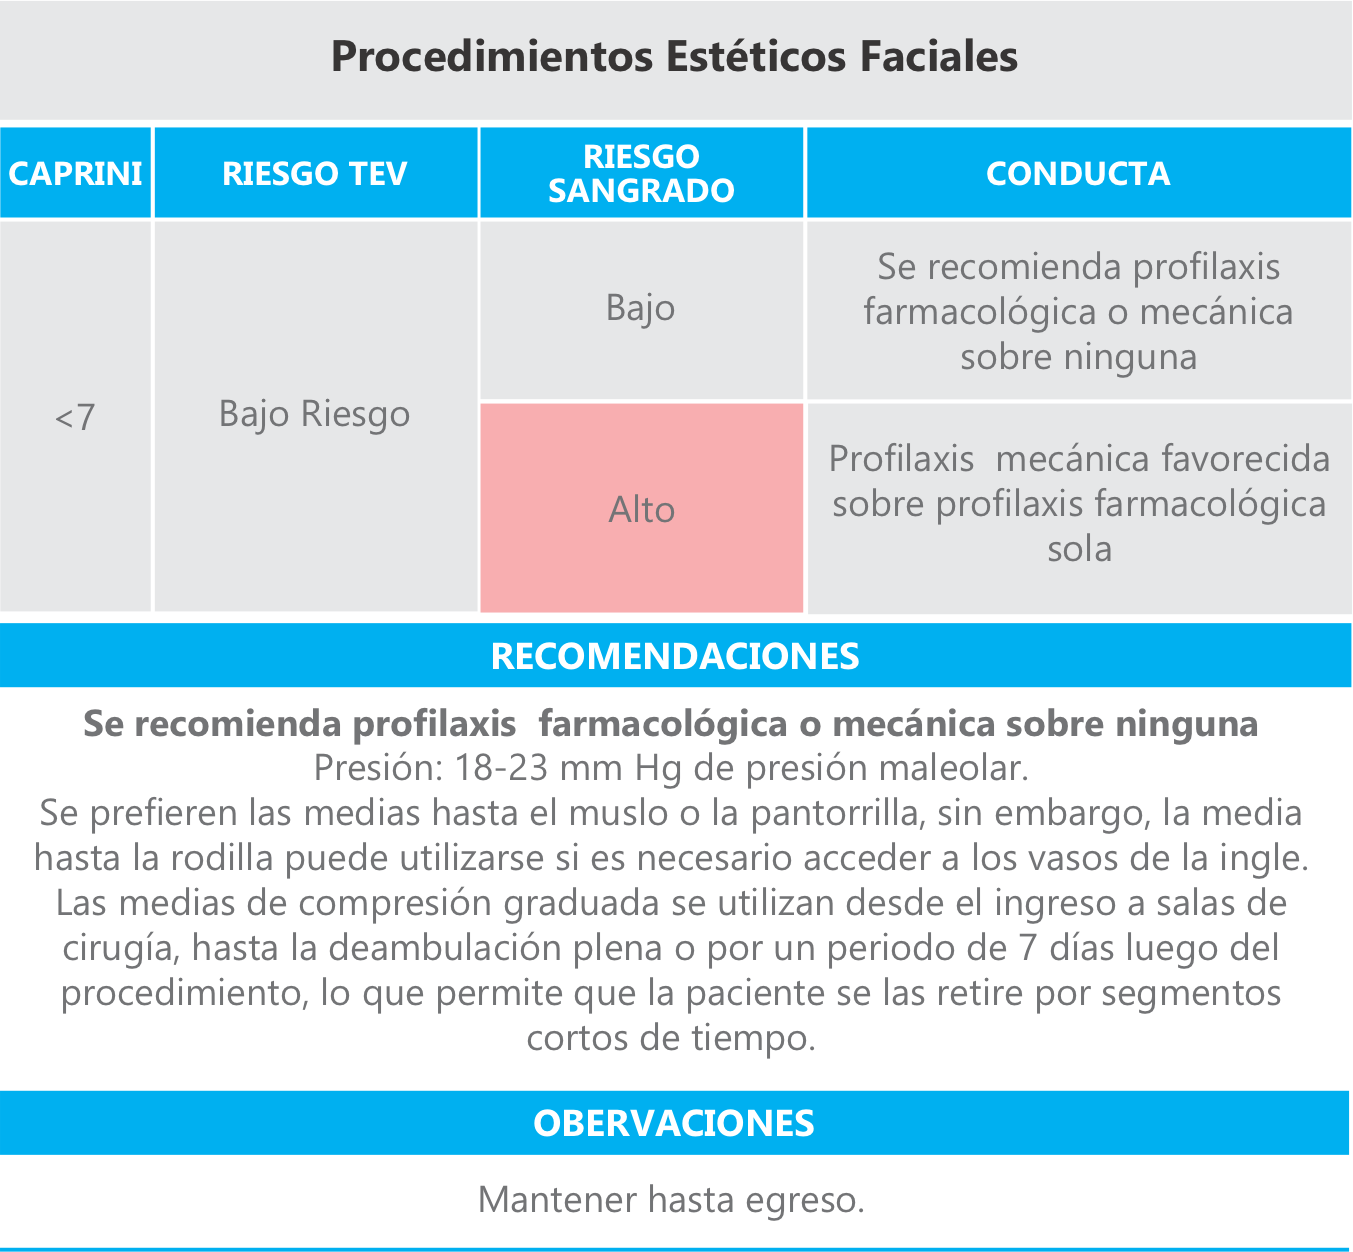 Procedimientos Estéticos Faciales
CAPRINI
RIESGO TEV
RIESGO
SANGRADO
CONDUCTA
<7
Bajo Riesgo
Bajo
Se recomienda profilaxis
farmacológica o mecánica
sobre ninguna
Alto
Profilaxis  mecánica favorecida
sobre profilaxis farmacológica
sola
RECOMENDACIONES
Se recomienda profilaxis  farmacológica o mecánica sobre ninguna
Presión: 18-23 mm Hg de presión maleolar.
Se prefieren las medias hasta el muslo o la pantorrilla, sin embargo, la media
hasta la rodilla puede utilizarse si es necesario acceder a los vasos de la ingle.
Las medias de compresión graduada se utilizan desde el ingreso a salas de
cirugía, hasta la deambulación plena o por un periodo de 7 días luego del
procedimiento, lo que permite que la paciente se las retire por segmentos
cortos de tiempo.
OBERVACIONES
Mantener hasta egreso.